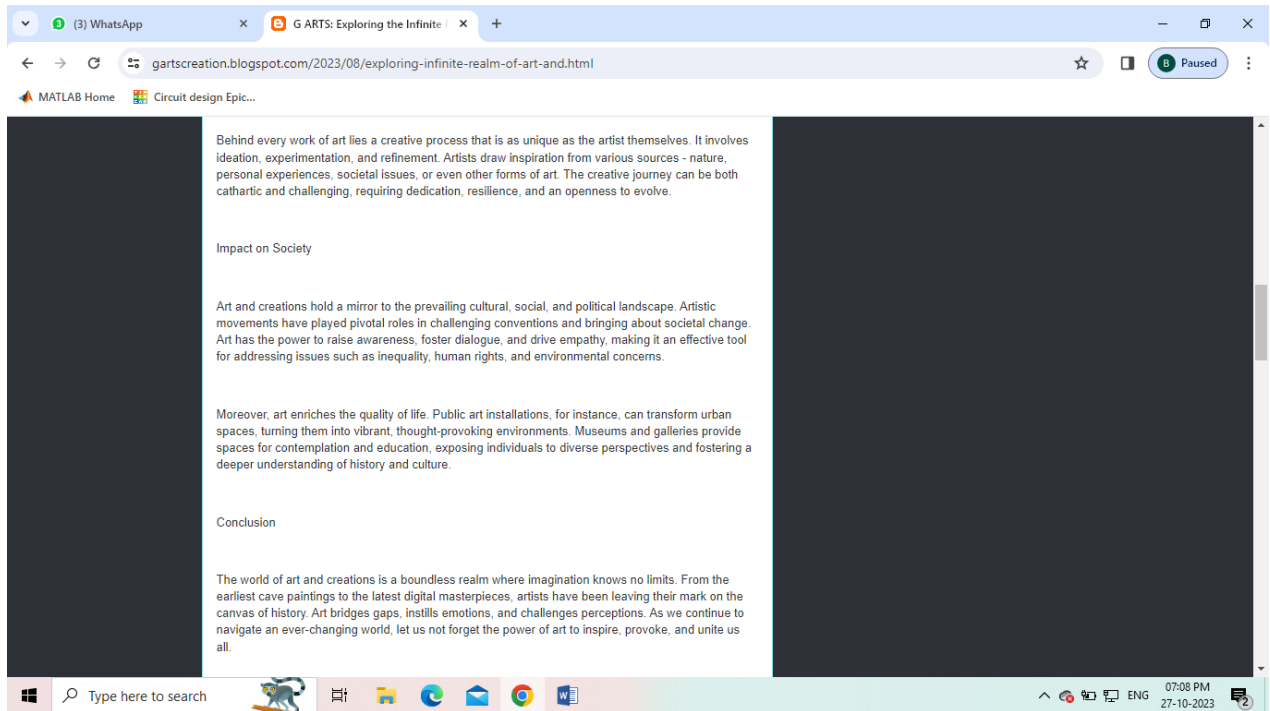 (3) WhatsApp
G ARTS: Exploring the Infinite
gartscreation.blogspot.com/2023/08/exploring-infinite-realm-of-art-and.html
B Paused
MATLAB Home
Circuit design Epic...
Behind every work of art lies a creative process that is as unique as the artist themselves. It involves
ideation, experimentation, and refinement. Artists draw inspiration from various sources - nature,
personal experiences, societal issues, or even other forms of art. The creative journey can be both
cathartic and challenging, requiring dedication, resilience, and an openness to evolve.
Impact on Society
Art and creations hold a mirror to the prevailing cultural, social, and political landscape. Artistic
movements have played pivotal roles in challenging conventions and bringing about societal change.
Art has the power to raise awareness, foster dialogue, and drive empathy, making it an effective tool
for addressing issues such as inequality, human rights, and environmental concerns.
Moreover, art enriches the quality of life. Public art installations, for instance, can transform urban
spaces, turning them into vibrant, thought-provoking environments. Museums and galleries provide
spaces for contemplation and education, exposing individuals to diverse perspectives and fostering a
deeper understanding of history and culture.
Conclusion
The world of art and creations is a boundless realm where imagination knows no limits. From the
earliest cave paintings to the latest digital masterpieces, artists have been leaving their mark on the
canvas of history. Art bridges gaps, instills emotions, and challenges perceptions. As we continue to
navigate an ever-changing world, let us not forget the power of art to inspire, provoke, and unite us
all.
Type here to search
ENG
07:08 PM
27-10-2023
2